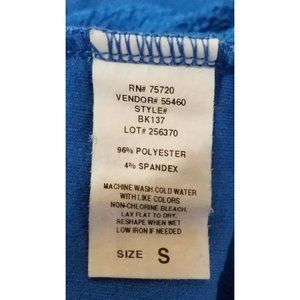 RN# 75720
VENDOR# 55460
STYLE#
BK137
LOT# 256370
96% POLYESTER
4% SPANDEX
MACHINE WASH COLD WATER
WITH LIKE COLORS
NON-CHLORINE BLEACH,
LAY FLAT TO DRY,
RESHAPE WHEN WET
LOW IRON IF NEEDED
SIZE S